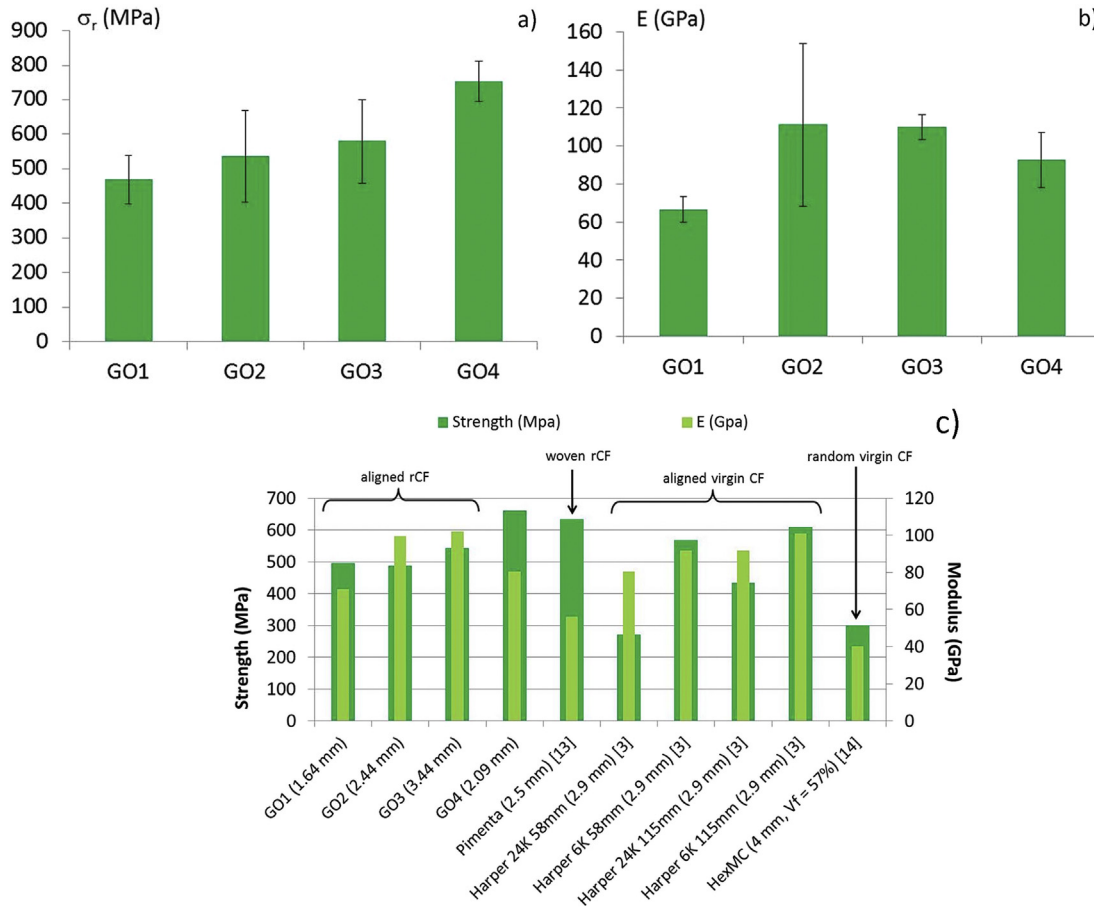 σr (MPa) a)
900
800
700
600
500
400
300
200
100
0
GO1 GO2 GO3 GO4
E (GPa) b)
160
140
120
100
80
60
40
20
0
GO1 GO2 GO3 GO4
Strength (Mpa) E (Gpa) c)
aligned rCF woven rCF aligned virgin CF random virgin CF
Strength (MPa)
700
600
500
400
300
200
100
0
120
100
80
60
40
20
0
Modulus (GPa)
GO1 (1.64 mm)
GO2 (2.44 mm)
GO3 (3.44 mm)
GO4 (2.09 mm)
Pimenta (2.5 mm) [13]
Harper 24K 58mm (2.9 mm) [3]
Harper 6K 58mm (2.9 mm) [3]
Harper 24K 115mm (2.9 mm) [3]
Harper 6K 115mm (2.9 mm) [3]
HexMC (4 mm, Vf = 57%) [14]